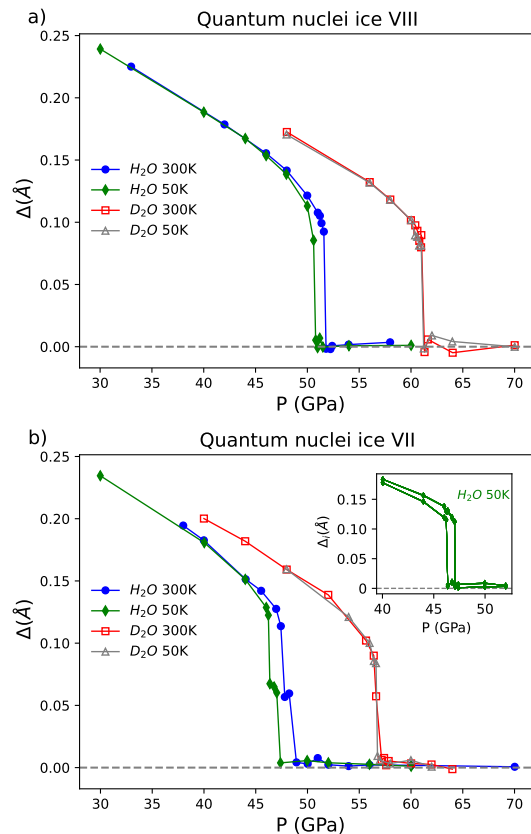 a)
Quantum nuclei ice VIII
0.25
0.20
0.15
0.10
0.05
0.00
Δ(Å)
H₂O 300K
H₂O 50K
D₂O 300K
D₂O 50K
30 35 40 45 50 55 60 65 70
P (GPa)
b)
Quantum nuclei ice VII
0.25
0.20
0.15
0.10
0.05
0.00
Δ(Å)
H₂O 300K
H₂O 50K
D₂O 300K
D₂O 50K
H₂O 50K
0.15
0.10
0.05
0
Δᵢ(Å)
40 45 50
P (GPa)
30 35 40 45 50 55 60 65 70
P (GPa)